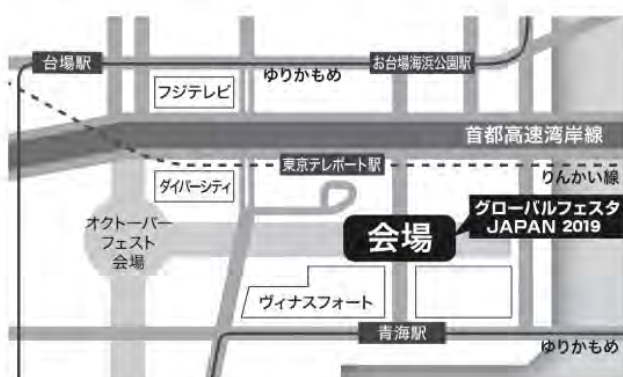 台場駅
ゆりかもめ
お台場海浜公園駅
フジテレビ
首都高速湾岸線
東京テレポート駅
りんかい線
ダイバーシティ
グローバルフェスタ
JAPAN 2019
オクトーバー
フェスト
会場
会場
ヴィナスフォート
青海駅
ゆりかもめ